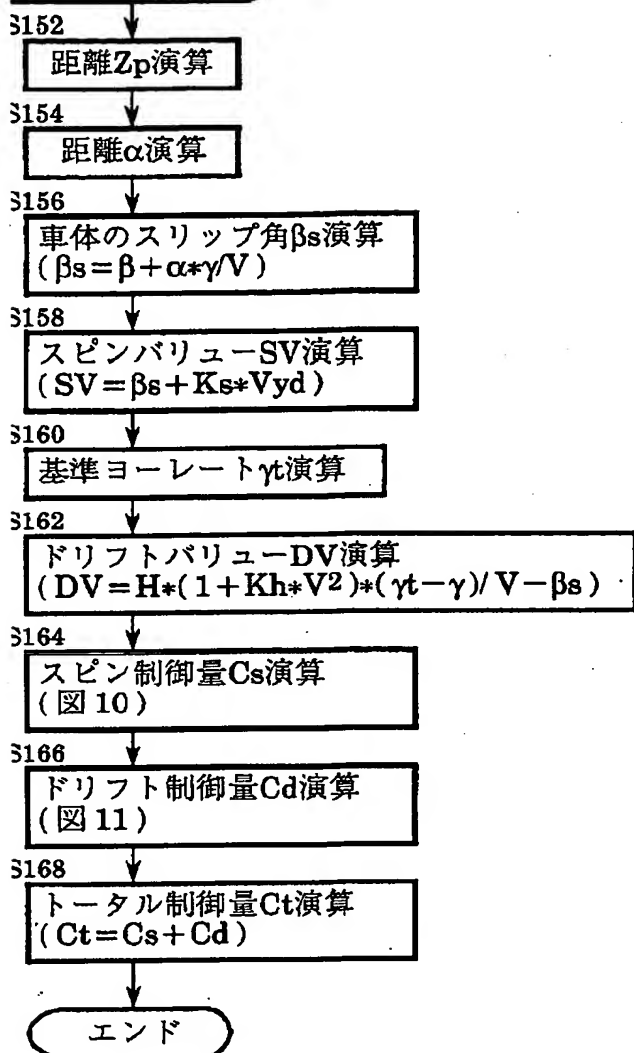 S152
距離Zp演算
S154
距離α演算
S156
車体のスリップ角βs演算
(βs=β+α*γ/V)
S158
スピンバリューSV演算
(SV=βs+Ks*Vyd)
S160
基準ヨーレートγt演算
S162
ドリフトバリューDV演算
(DV=H*(1+Kh*V²)*(γt−γ)/V−βs)
S164
スピン制御量Cs演算
(図10)
S166
ドリフト制御量Cd演算
(図11)
S168
トータル制御量Ct演算
(Ct=Cs+Cd)
エンド